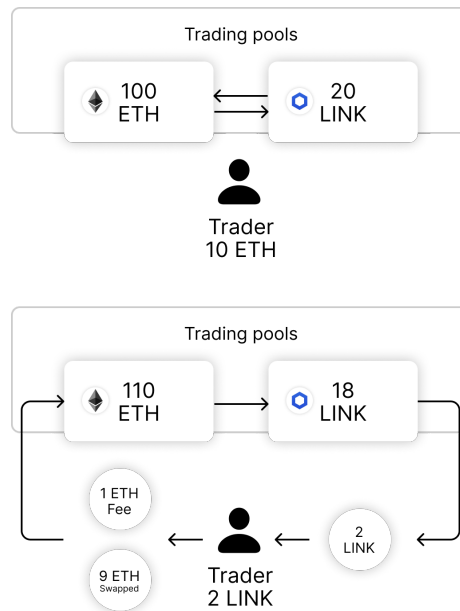 Trading pools
100
ETH
20
LINK
Trader
10 ETH
Trading pools
110
ETH
18
LINK
1 ETH
Fee
2
LINK
9 ETH
Swapped
Trader
2 LINK